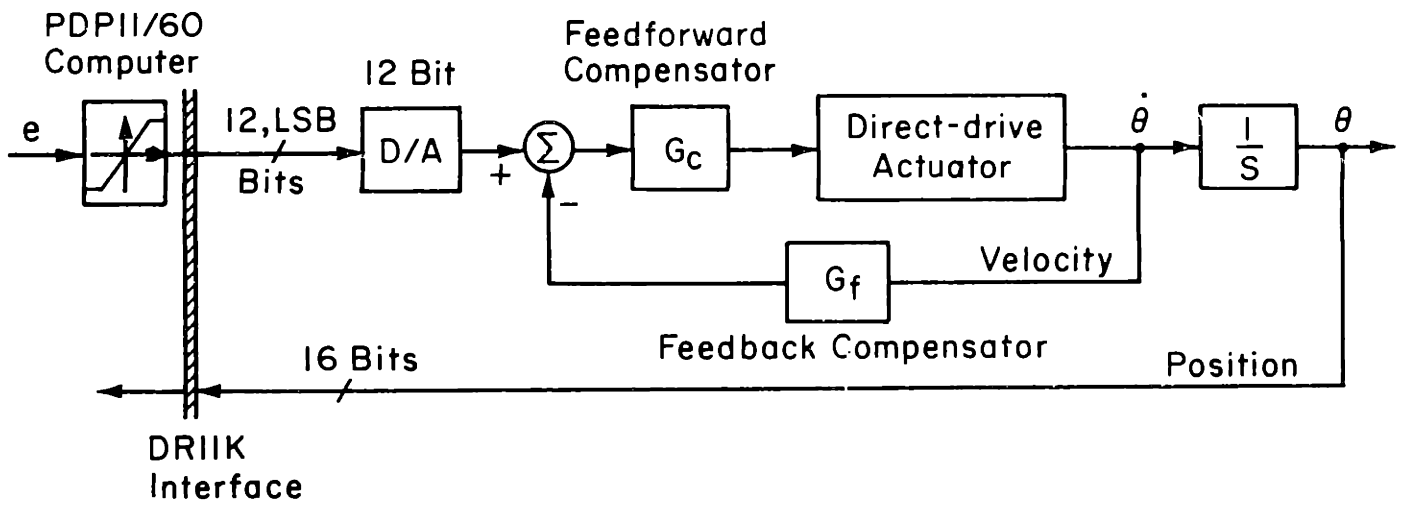 PDP11/60
Computer
e
12,LSB
Bits
12 Bit
D/A
+
Σ
−
Feedforward
Compensator
Gc
Direct-drive
Actuator
θ̇
1
S
θ
Velocity
Gf
Feedback Compensator
16 Bits
Position
DR11K
Interface